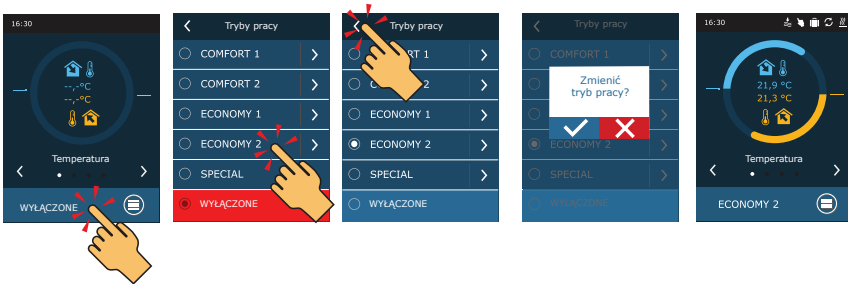 16:30
--,-°C
--,-°C
Temperatura
WYŁĄCZONE
Tryby pracy
COMFORT 1
COMFORT 2
ECONOMY 1
ECONOMY 2
SPECIAL
WYŁĄCZONE
Tryby pracy
RT 1
2
ECONOMY 1
ECONOMY 2
SPECIAL
WYŁĄCZONE
Tryby pracy
COMFORT 1
Zmienić
tryb pracy?
ECONOMY 2
SPECIAL
WYŁĄCZONE
16:30
21,9 °C
21,3 °C
Temperatura
ECONOMY 2